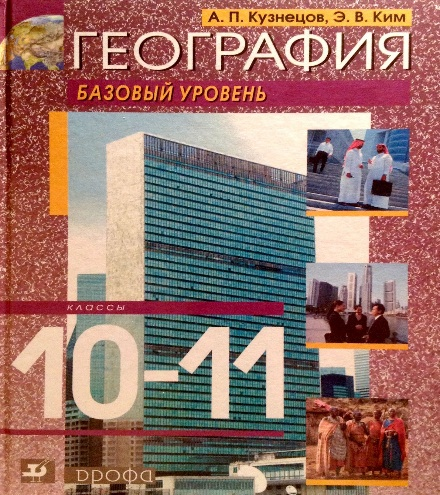 А. П. Кузнецов, Э. В. Ким
ГЕОГРАФИЯ
БАЗОВЫЙ УРОВЕНЬ
КЛАССЫ
10-11
дрофа